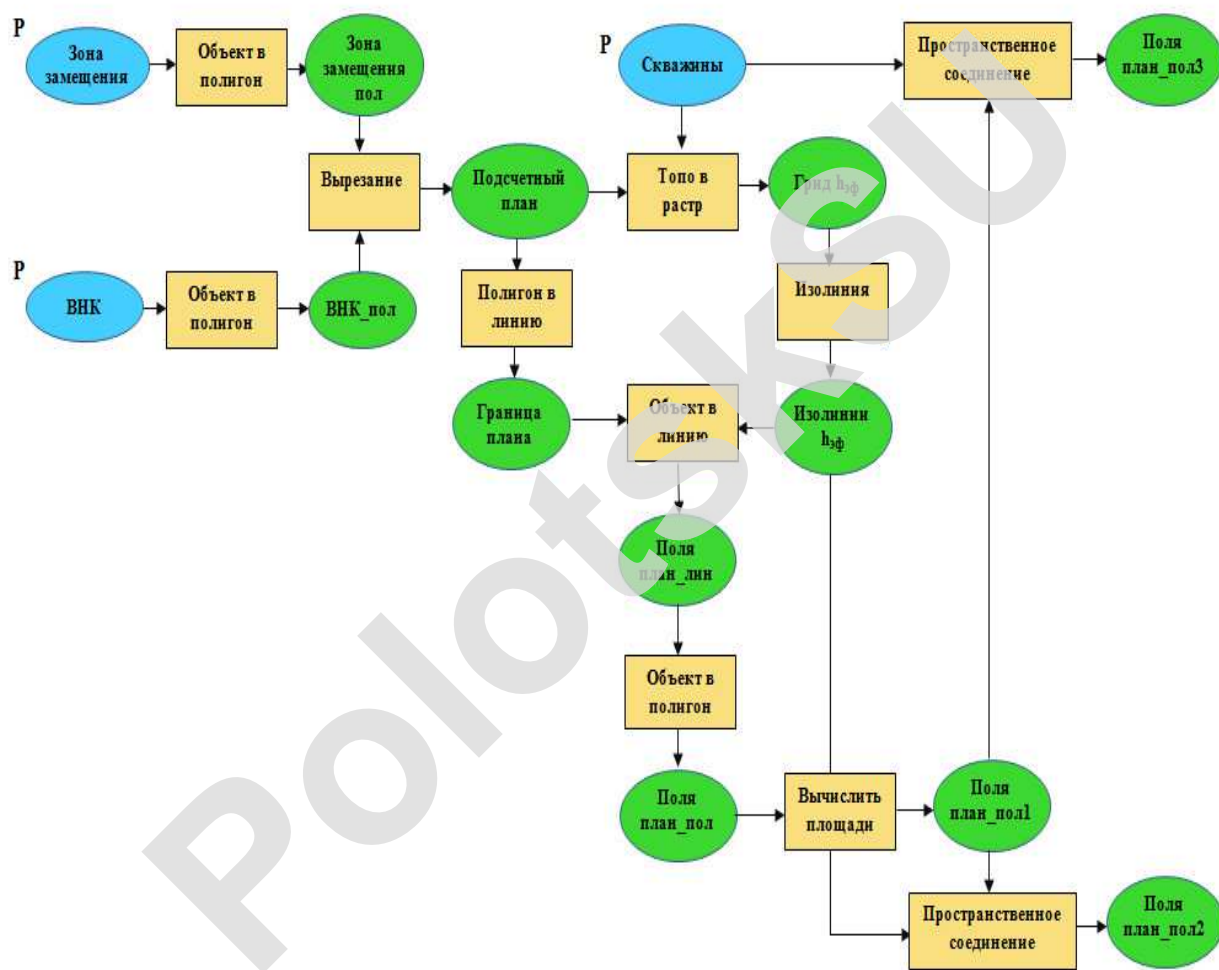 P
Зона
замещения
Объект в
полигон
Зона
замещения
пол
P
Скважины
Пространственное
соединение
Поля
план_пол3
Вырезание
Подсчетный
план
Топо в
растр
Грид hэф
P
ВНК
Объект в
полигон
ВНК_пол
Полигон в
линию
Изолиния
Граница
плана
Объект в
линию
Изолинии
hэф
Поля
план_лин
Объект в
полигон
Поля
план_пол
Вычислить
площади
Поля
план_пол1
Пространственное
соединение
Поля
план_пол2
PolotskSU